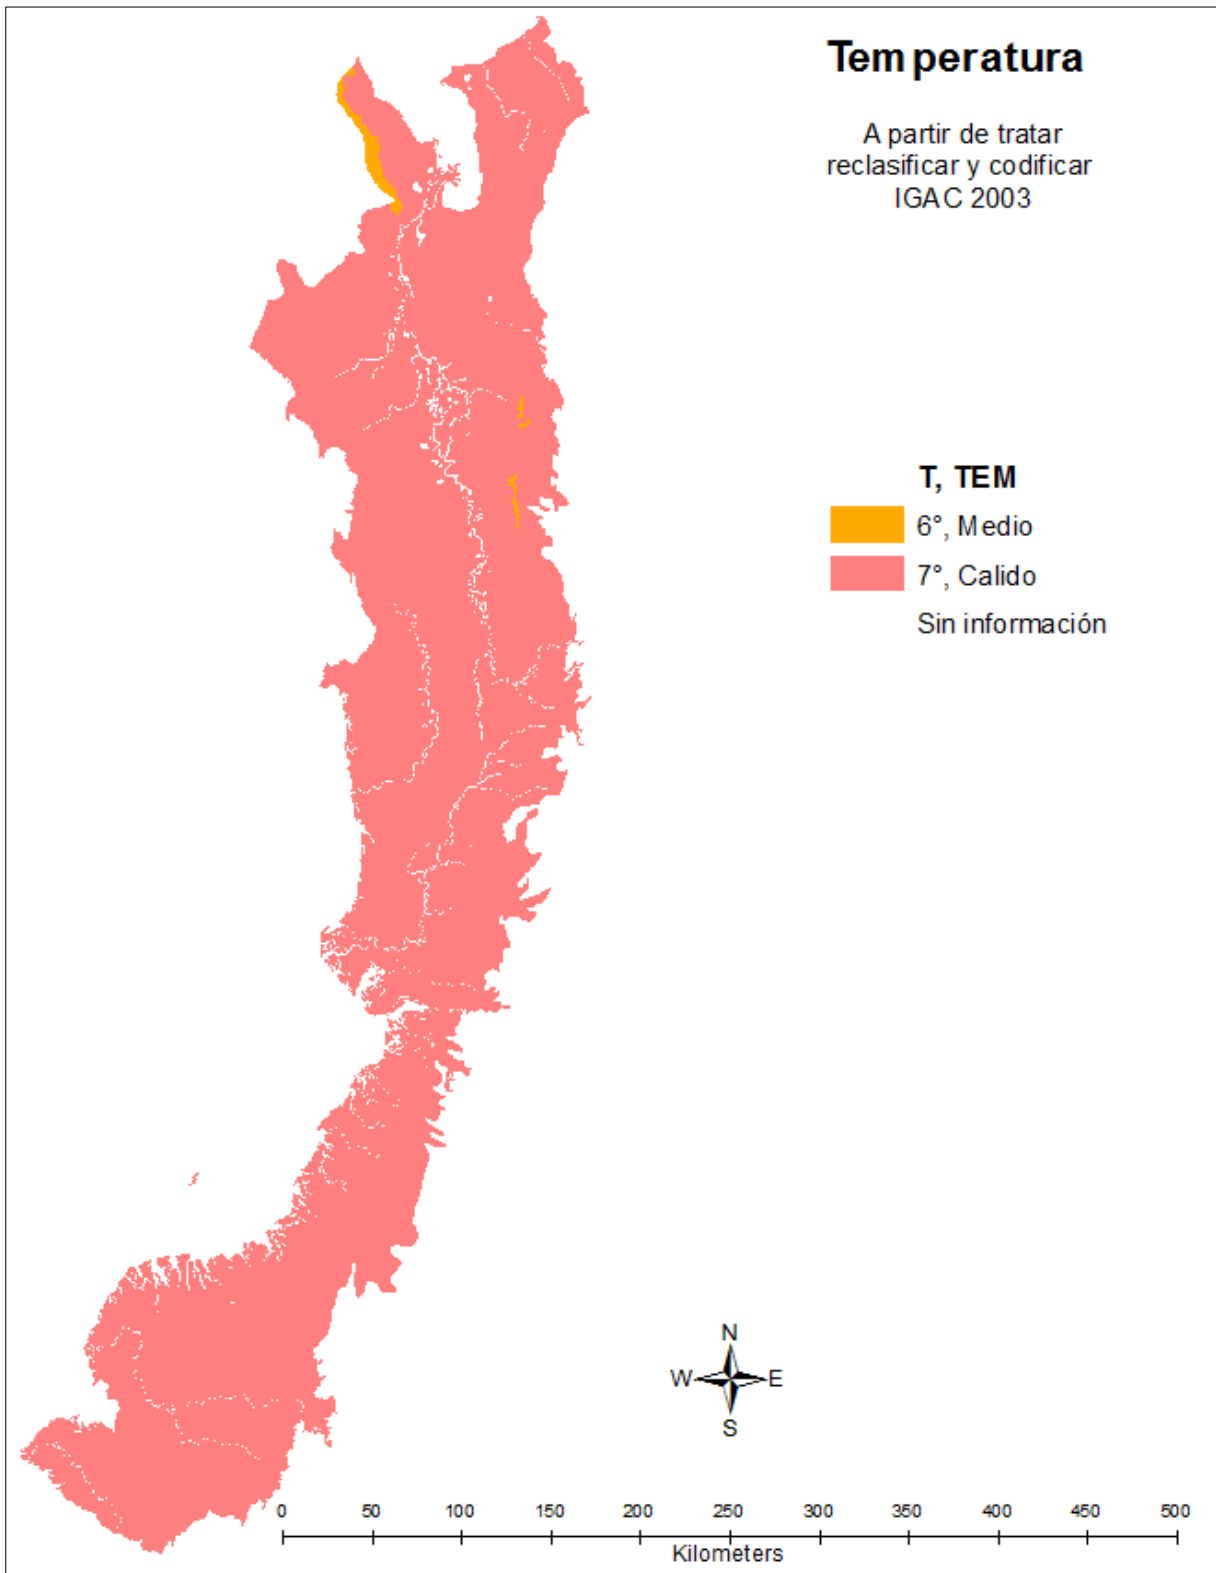 Temperatura
A partir de tratar
reclasificar y codificar
IGAC 2003
T, TEM
6°, Medio
7°, Calido
Sin información
N
W E
S
0 50 100 150 200 250 300 350 400 450 500
Kilometers